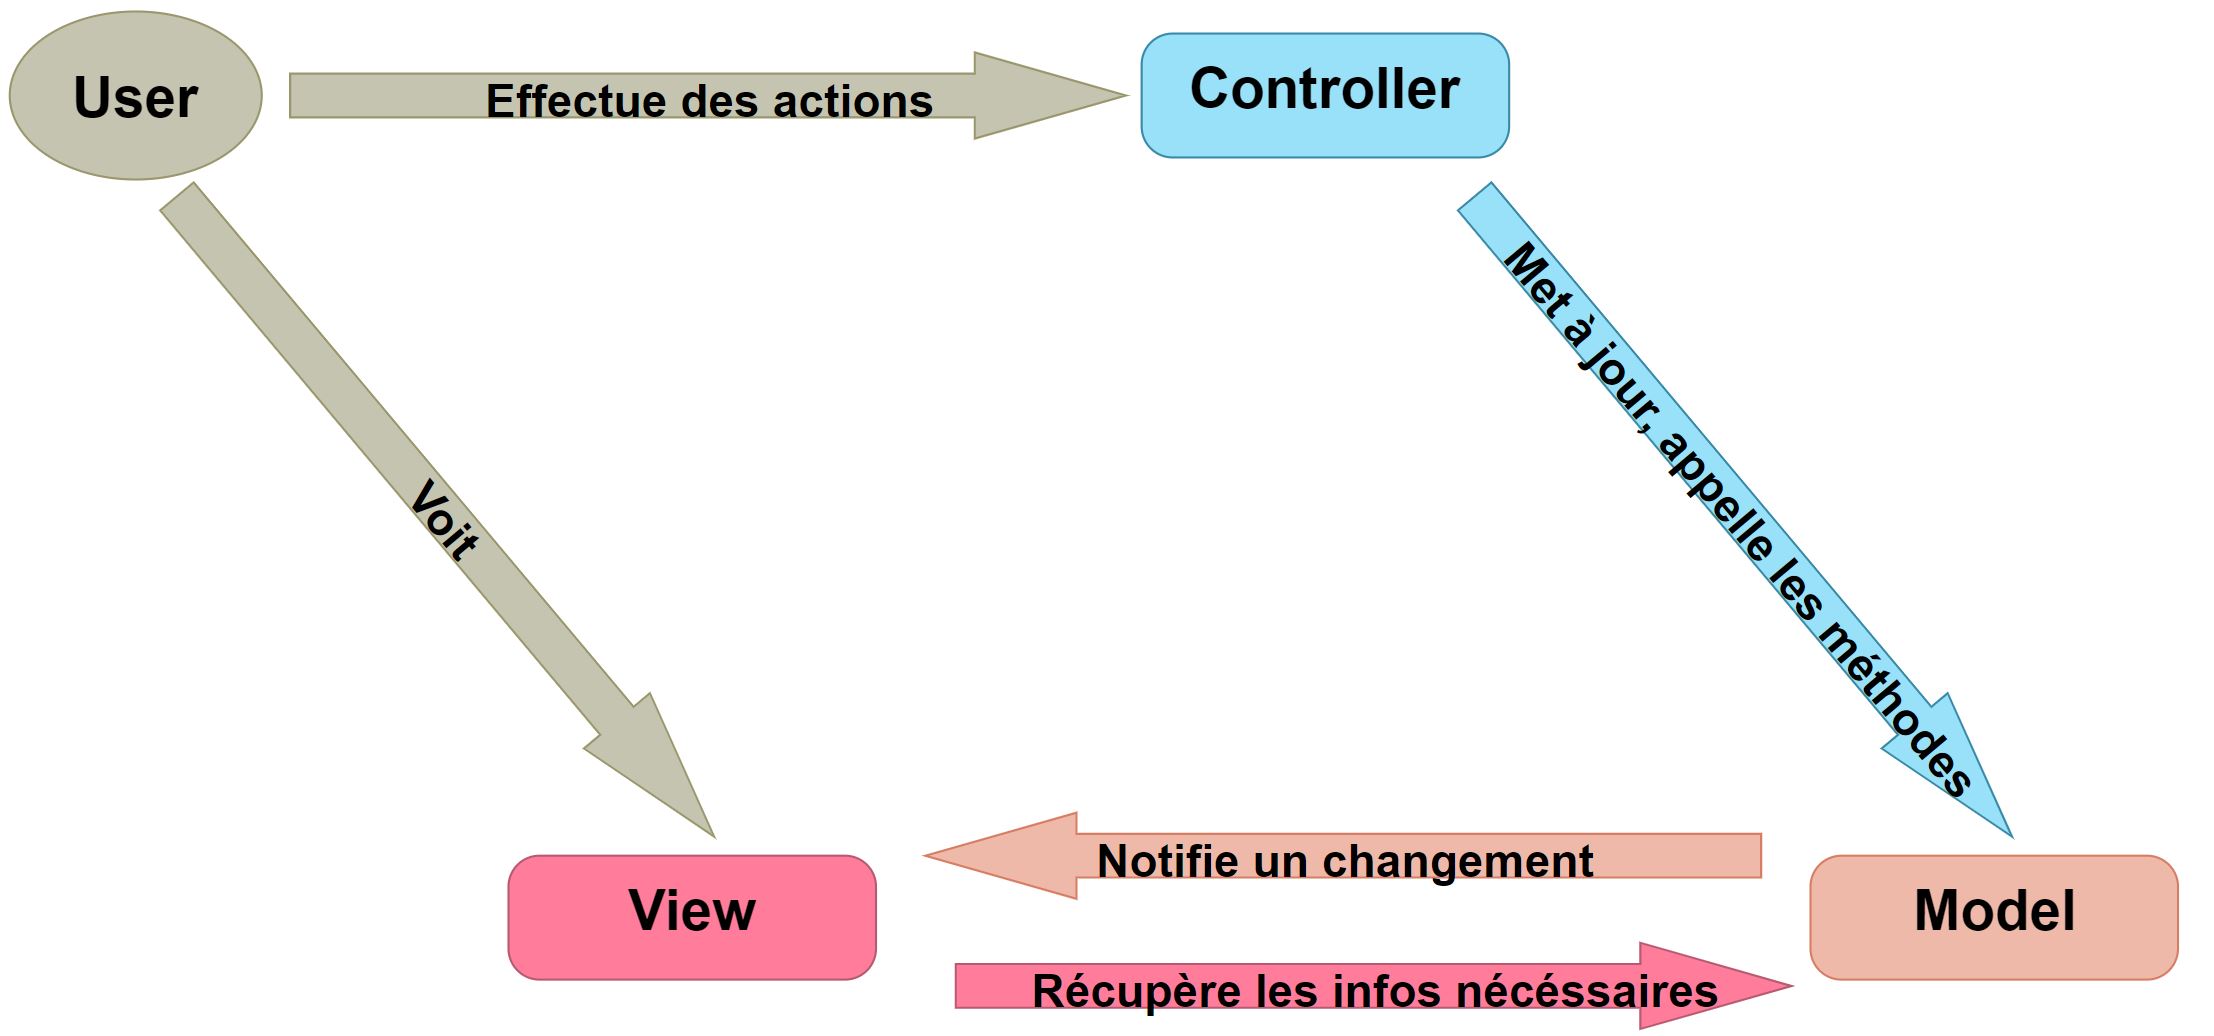 User
Effectue des actions
Controller
Voit
Met à jour, appelle les méthodes
Notifie un changement
View
Model
Récupère les infos nécéssaires